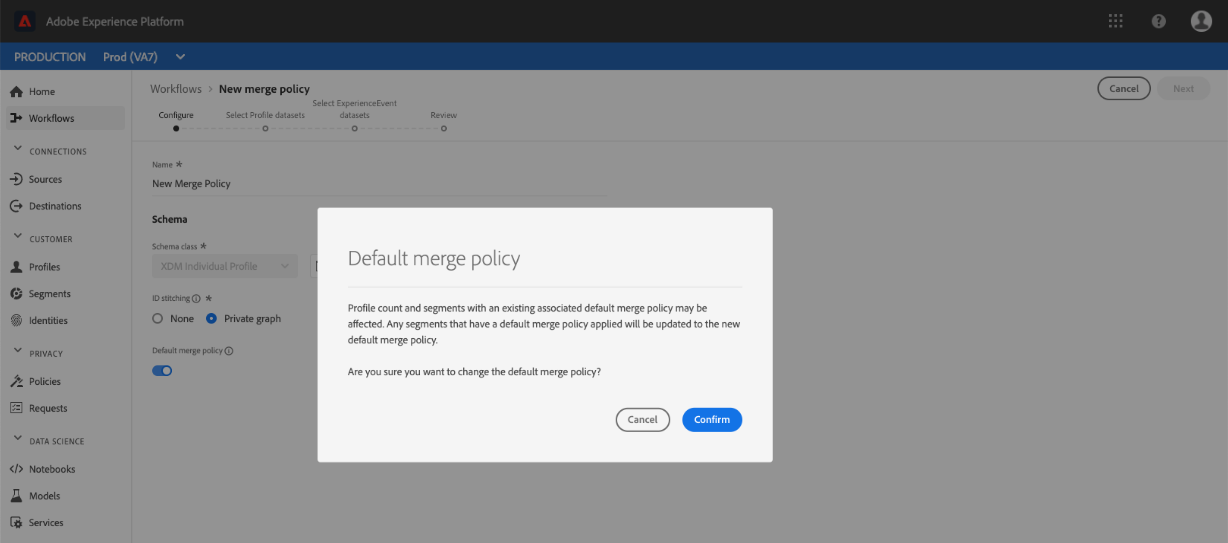 Adobe Experience Platform
PRODUCTION Prod (VA7)
Home
Workflows
CONNECTIONS
Sources
Destinations
CUSTOMER
Profiles
Segments
Identities
PRIVACY
Policies
Requests
DATA SCIENCE
Notebooks
Models
Services
Workflows > New merge policy
Cancel
Next
Configure
Select Profile datasets
Select ExperienceEvent
datasets
Review
Name *
New Merge Policy
Schema
Schema class *
XDM Individual Profile
ID stitching *
None Private graph
Default merge policy
Default merge policy
Profile count and segments with an existing associated default merge policy may be
affected. Any segments that have a default merge policy applied will be updated to the new
default merge policy.
Are you sure you want to change the default merge policy?
Cancel
Confirm